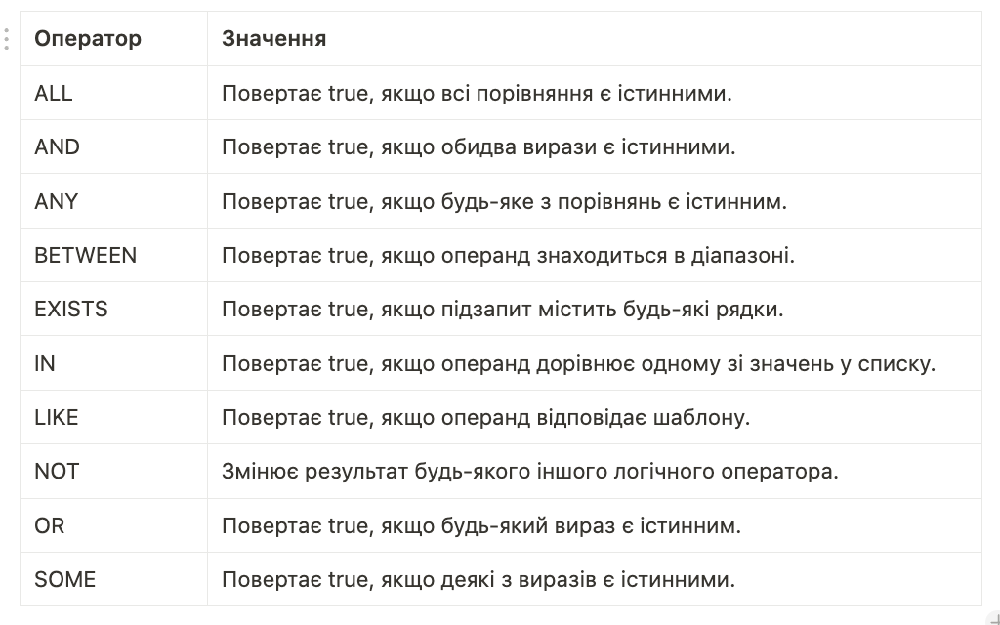 Оператор Значення
ALL Повертає true, якщо всі порівняння є істинними.
AND Повертає true, якщо обидва вирази є істинними.
ANY Повертає true, якщо будь-яке з порівнянь є істинним.
BETWEEN Повертає true, якщо операнд знаходиться в діапазоні.
EXISTS Повертає true, якщо підзапит містить будь-які рядки.
IN Повертає true, якщо операнд дорівнює одному зі значень у списку.
LIKE Повертає true, якщо операнд відповідає шаблону.
NOT Змінює результат будь-якого іншого логічного оператора.
OR Повертає true, якщо будь-який вираз є істинним.
SOME Повертає true, якщо деякі з виразів є істинними.